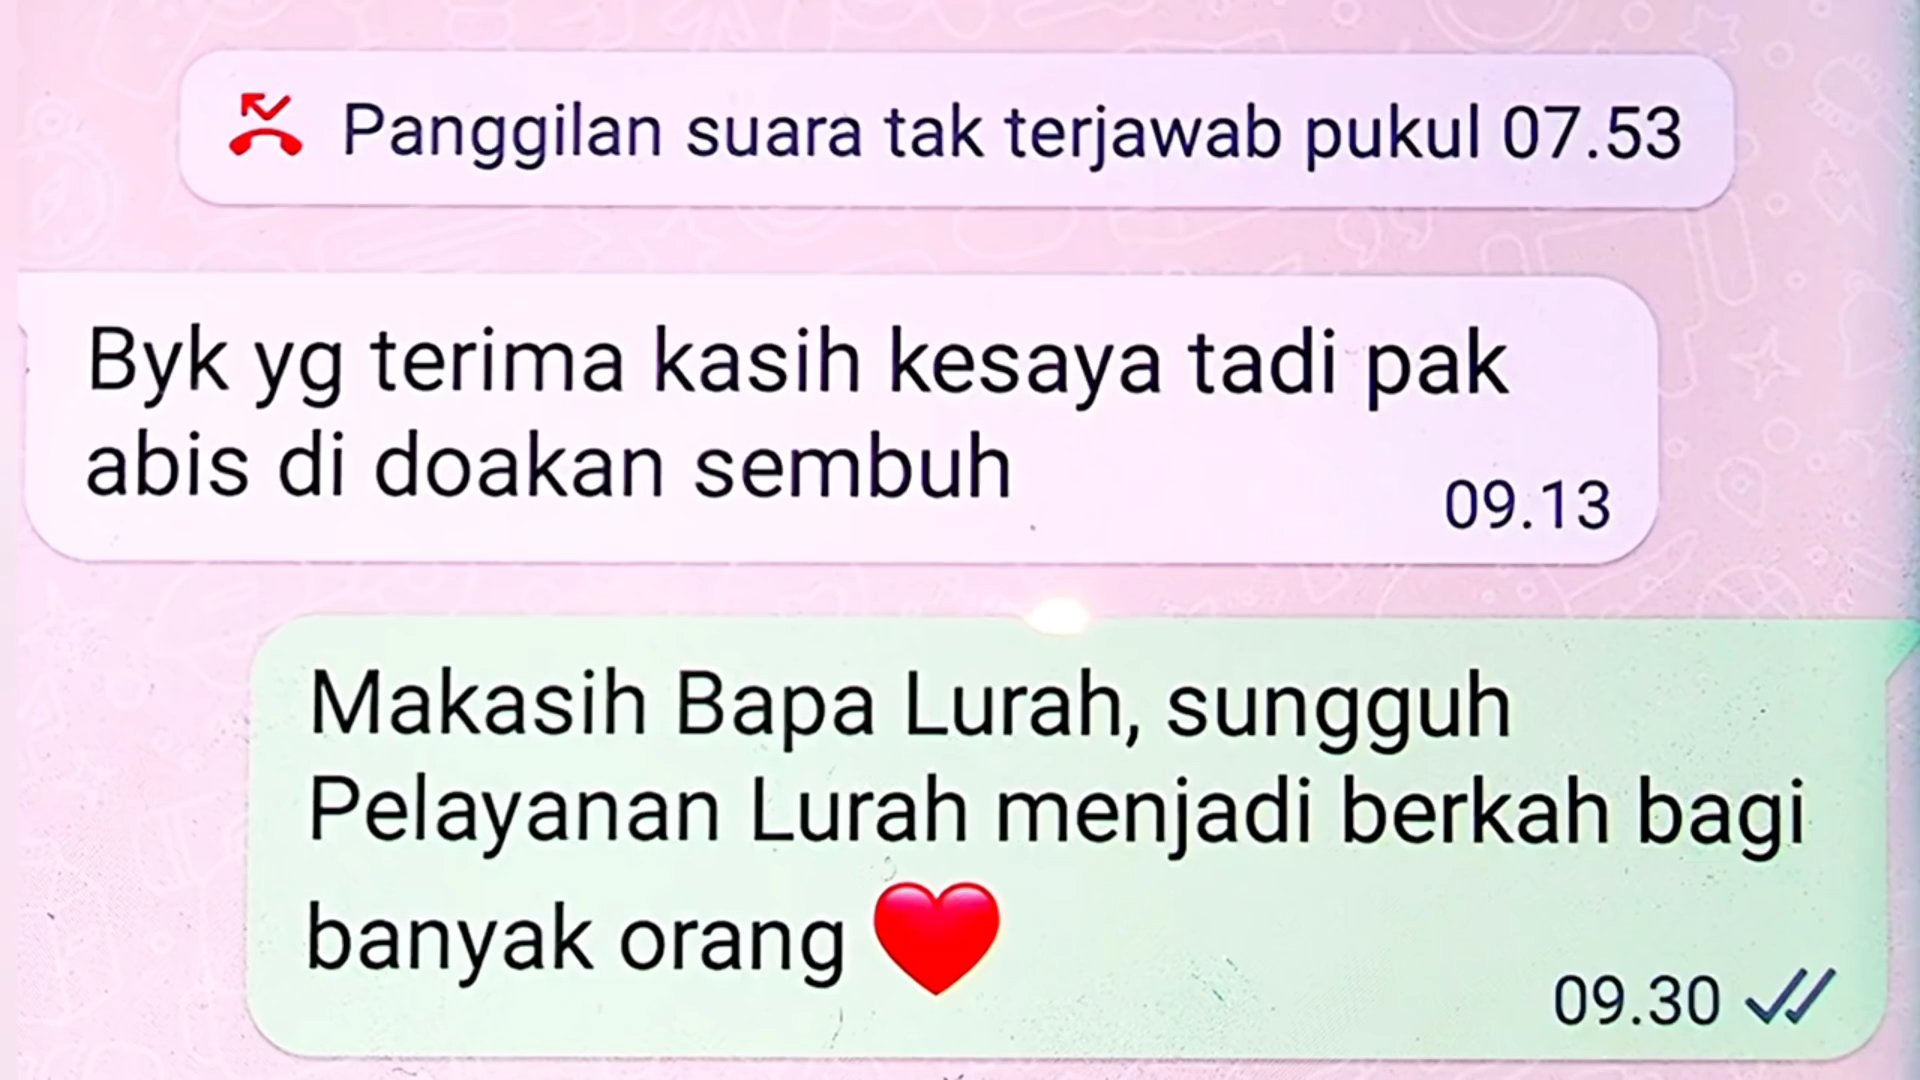 Panggilan suara tak terjawab pukul 07.53
Byk yg terima kasih kesaya tadi pak
abis di doakan sembuh
09.13
Makasih Bapa Lurah, sungguh
Pelayanan Lurah menjadi berkah bagi
banyak orang ❤️
09.30